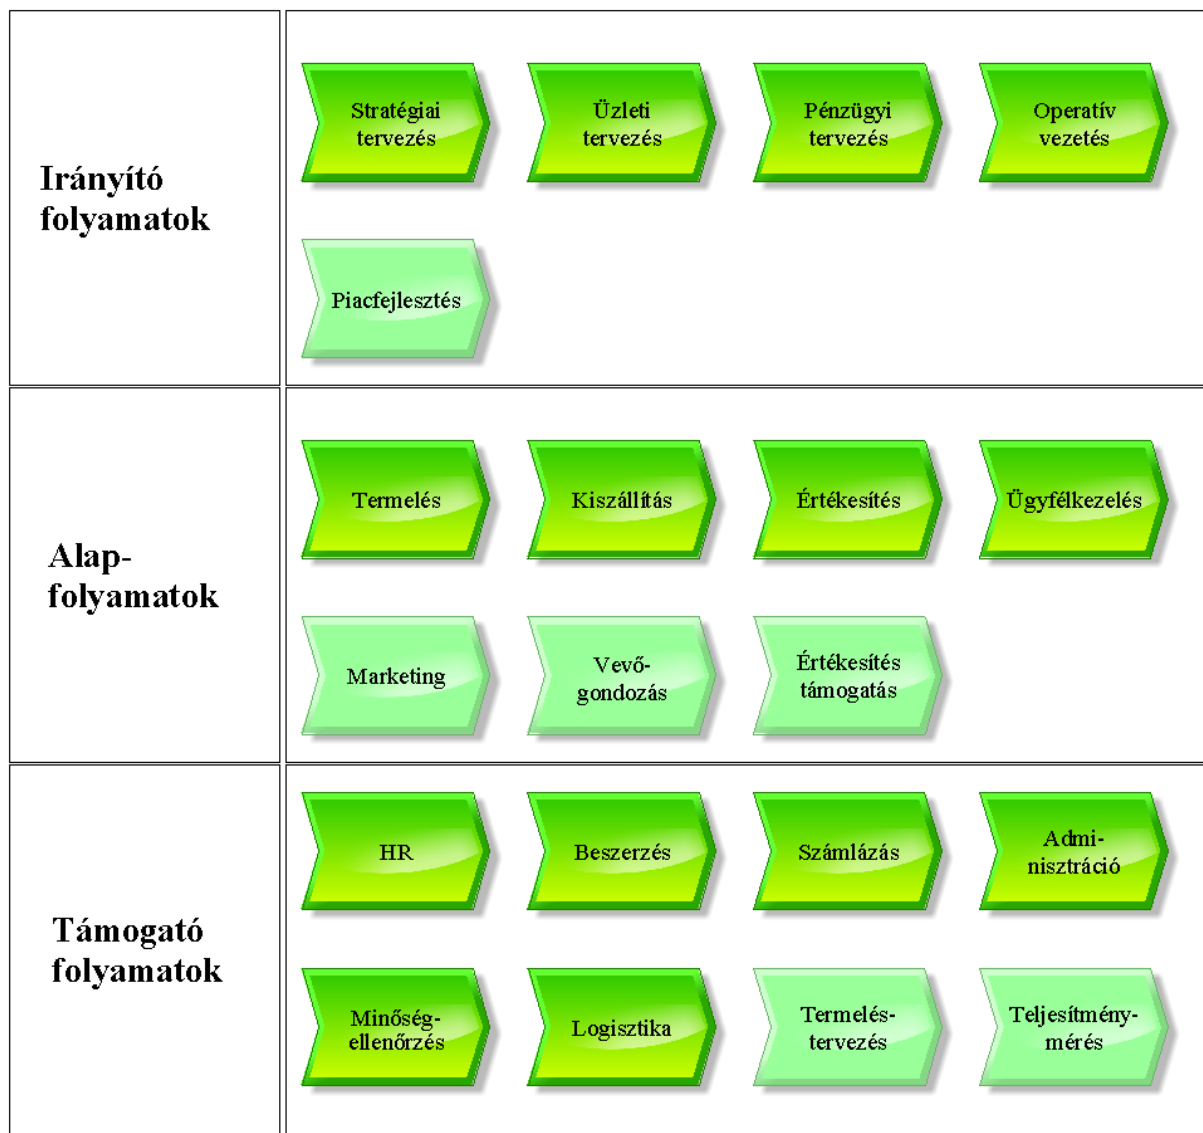 Irányító
folyamatok
Stratégiai
tervezés
Üzleti
tervezés
Pénzügyi
tervezés
Operatív
vezetés
Piacfejlesztés
Alap-
folyamatok
Termelés
Kiszállítás
Értékesítés
Ügyfélkezelés
Marketing
Vevő-
gondozás
Értékesítés
támogatás
Támogató
folyamatok
HR
Beszerzés
Számlázás
Admi-
nisztráció
Minőség-
ellenőrzés
Logisztika
Termelés-
tervezés
Teljesítmény-
mérés